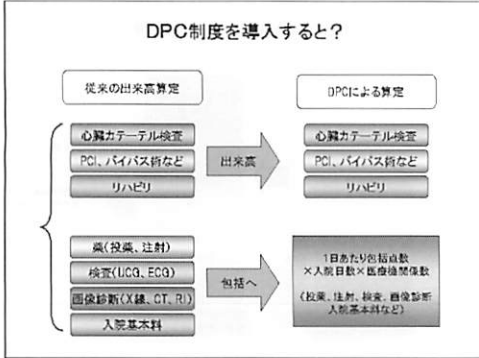 DPC制度を導入すると？
従来の出来高算定
DPCによる算定
心臓カテーテル検査
PCI、バイパス術など
リハビリ
出来高
心臓カテーテル検査
PCI、バイパス術など
リハビリ
薬(投薬、注射)
検査(UCG、ECG)
画像診断(X線、CT、RI)
入院基本料
包括へ
1日あたり包括点数
×入院日数×医療機関係数
(投薬、注射、検査、画像診断
入院基本料など)